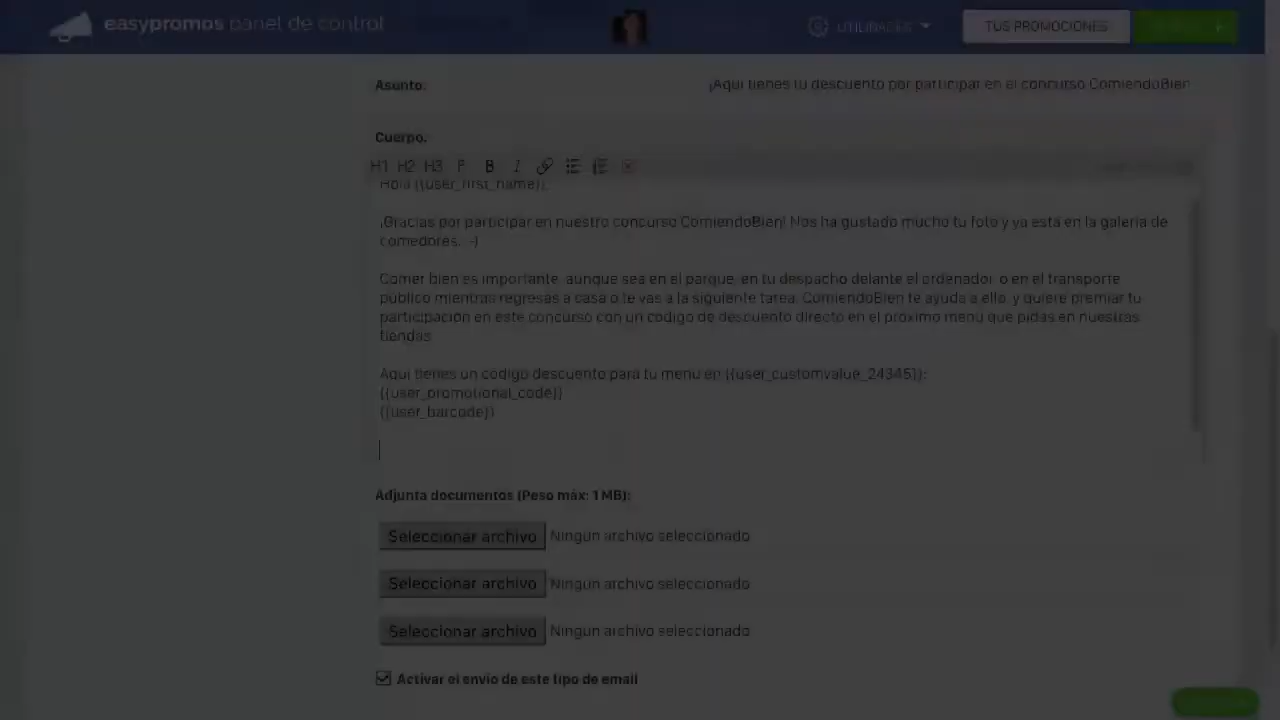 easypromos panel de control
UTILIDADES
TUS PROMOCIONES
Asunto:
¡Aquí tienes tu descuento por participar en el concurso ComiendoBien
Cuerpo:
H1 H2 H3 F B I
Hola {{user_first_name}},
¡Gracias por participar en nuestro concurso ComiendoBien! Nos ha gustado mucho tu foto y ya está en la galería de
comedores. :-)
Comer bien es importante, aunque sea en el parque, en tu despacho delante el ordenador, o en el transporte
público mientras regresas a casa o te vas a la siguiente tarea. ComiendoBien te ayuda a ello, y quiere premiar tu
participación en este concurso con un código de descuento directo en el próximo menú que pidas en nuestras
tiendas.
Aquí tienes un código descuento para tu menú en {{user_customvalue_24345}}:
{{user_promotional_code}}
{{user_barcode}}
Adjunta documentos (Peso máx: 1 MB):
Seleccionar archivo Ningún archivo seleccionado
Seleccionar archivo Ningún archivo seleccionado
Seleccionar archivo Ningún archivo seleccionado
Activar el envío de este tipo de email